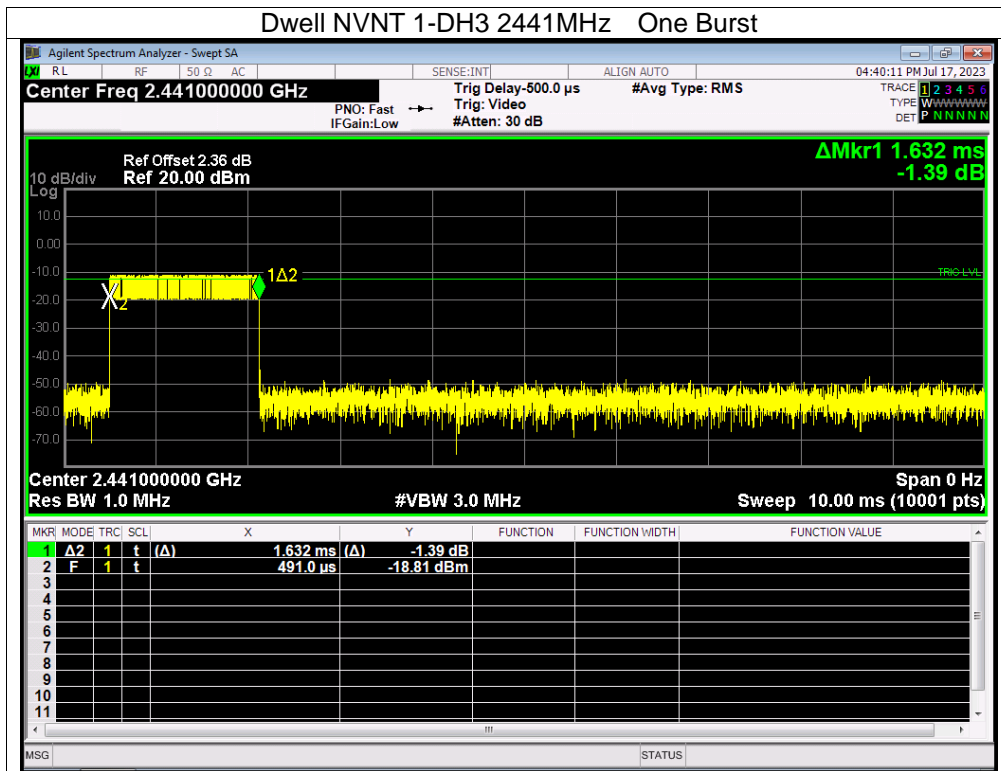 Dwell NVNT 1-DH3 2441MHz One Burst
Agilent Spectrum Analyzer - Swept SA
LXI RL RF 50 Ω AC SENSE:INT ALIGN AUTO 04:40:11 PM Jul 17, 2023
Center Freq 2.441000000 GHz Trig Delay-500.0 µs #Avg Type: RMS TRACE 1 2 3 4 5 6
PNO: Fast Trig: Video TYPE WWWWWW
IFGain:Low #Atten: 30 dB DET P N N N N N
ΔMkr1 1.632 ms
-1.39 dB
Ref Offset 2.36 dB
10 dB/div Ref 20.00 dBm
Log
10.0
0.00
-10.0
1Δ2
TRIG LVL
X2
-20.0
-30.0
-40.0
-50.0
-60.0
-70.0
Center 2.441000000 GHz Span 0 Hz
Res BW 1.0 MHz #VBW 3.0 MHz Sweep 10.00 ms (10001 pts)
MKR MODE TRC SCL X Y FUNCTION FUNCTION WIDTH FUNCTION VALUE
1 Δ2 1 t (Δ) 1.632 ms (Δ) -1.39 dB
2 F 1 t 491.0 µs -18.81 dBm
3
4
5
6
7
8
9
10
11
MSG STATUS